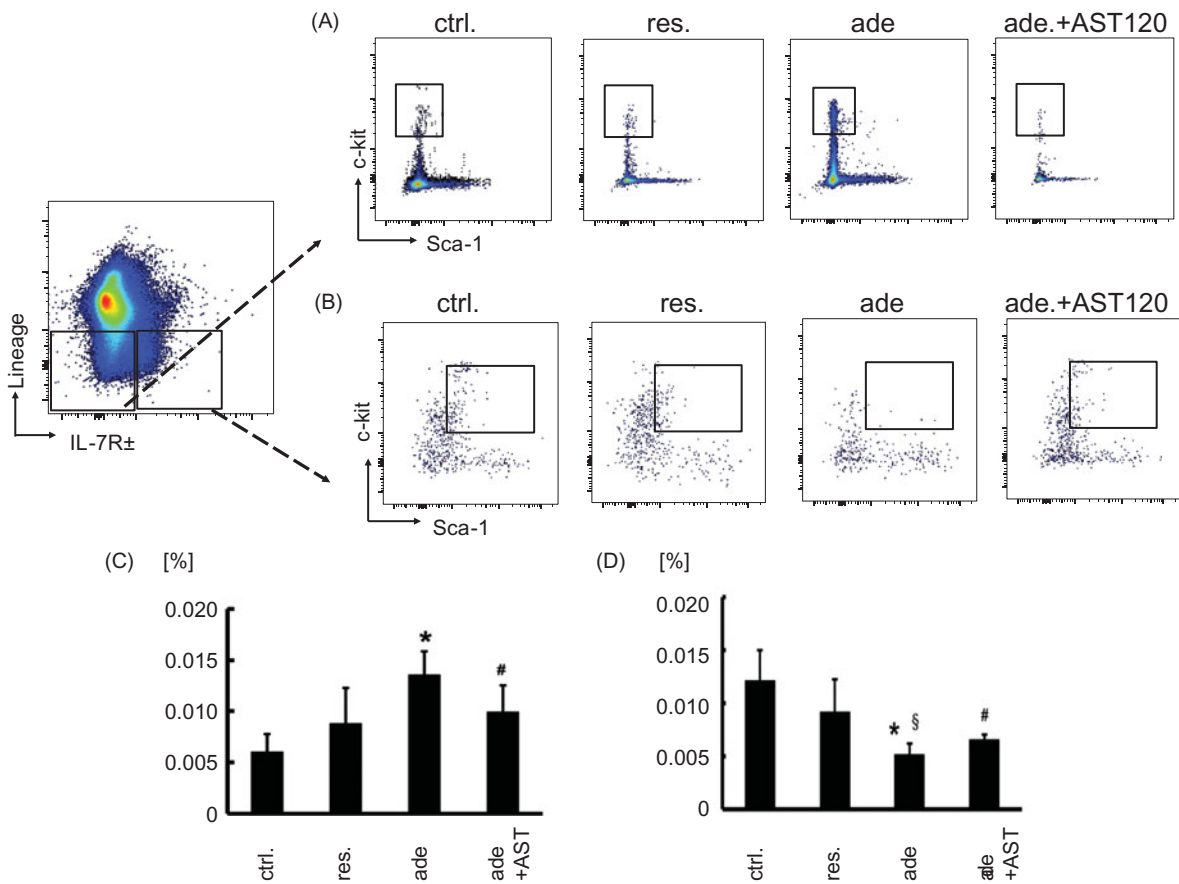 (A)
ctrl. res. ade ade.+AST120
c-kit
Sca-1
Lineage
IL-7R±
(B)
ctrl. res. ade ade.+AST120
c-kit
Sca-1
(C) [%]
0.020
0.015
0.010
0.005
0
*
#
ctrl. res. ade ade +AST
(D) [%]
0.020
0.015
0.010
0.005
0
* §
#
ctrl. res. ade ade +AST